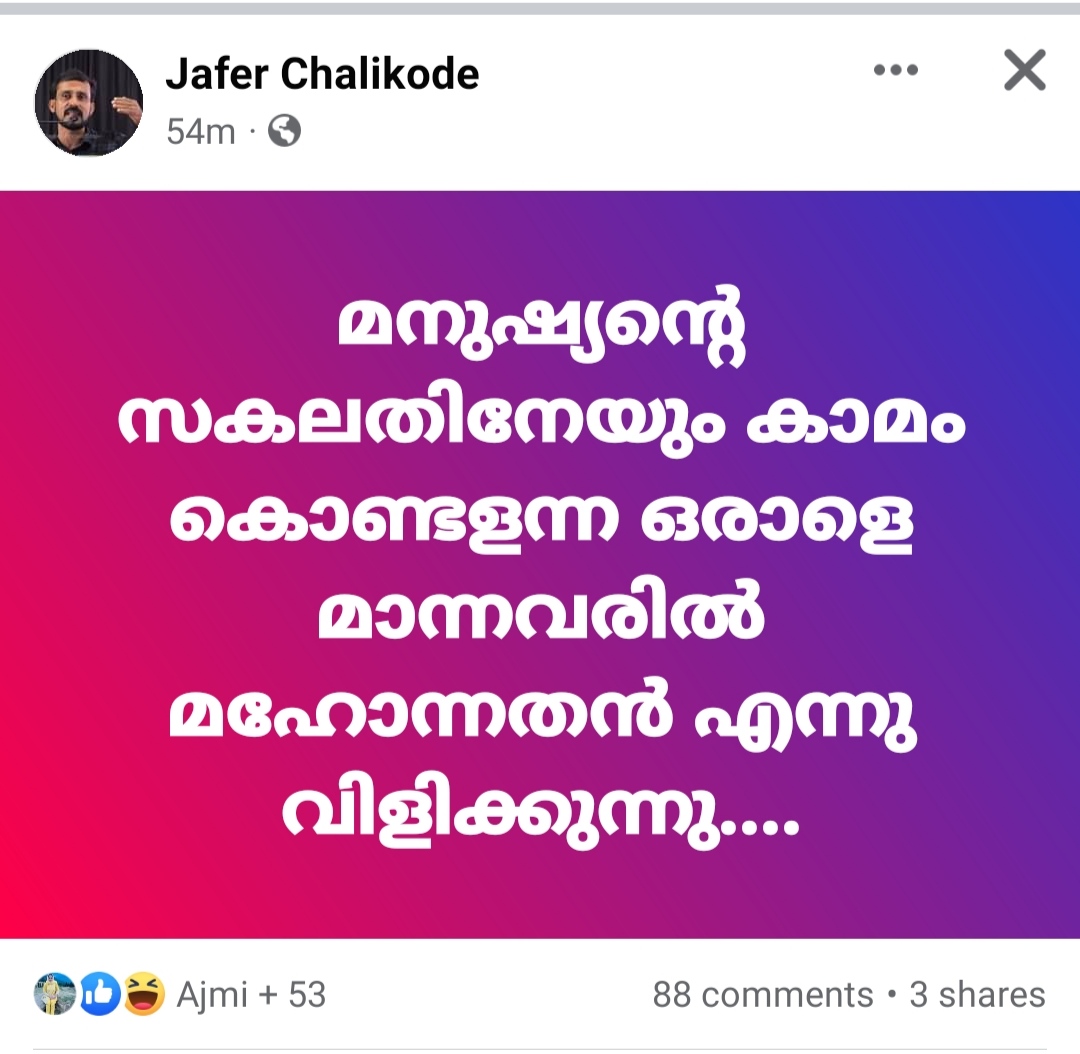 Jafer Chalikode
54m ·
മനുഷ്യന്റെ
സകലതിനേയും കാമം
കൊണ്ടളന്ന ഒരാളെ
മാന്നവരിൽ
മഹോന്നതൻ എന്നു
വിളിക്കുന്നു....
Ajmi + 53
88 comments • 3 shares